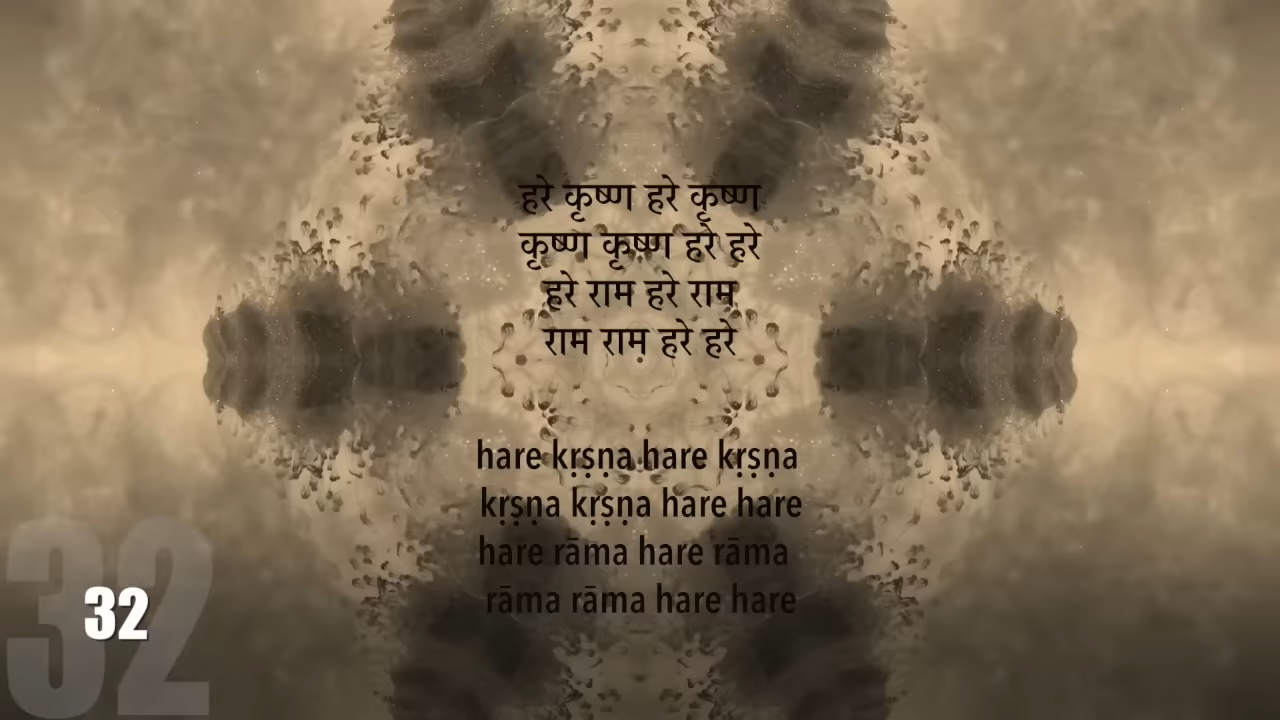 हरे कृष्ण हरे कृष्ण
कृष्ण कृष्ण हरे हरे
हरे राम हरे राम
राम राम हरे हरे
hare kṛṣṇa hare kṛṣṇa
kṛṣṇa kṛṣṇa hare hare
hare rāma hare rāma
rāma rāma hare hare
32
32